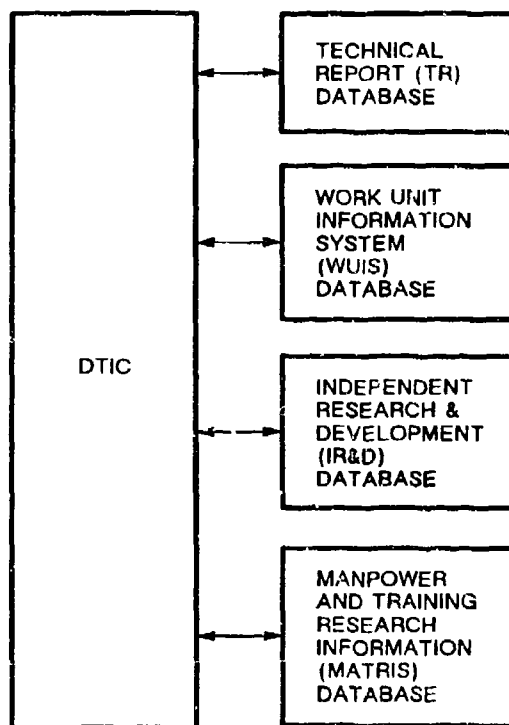 TECHNICAL
REPORT (TR)
DATABASE
WORK UNIT
INFORMATION
SYSTEM
(WUIS)
DATABASE
DTIC
INDEPENDENT
RESEARCH &
DEVELOPMENT
(IR&D)
DATABASE
MANPOWER
AND TRAINING
RESEARCH
INFORMATION
(MATRIS)
DATABASE